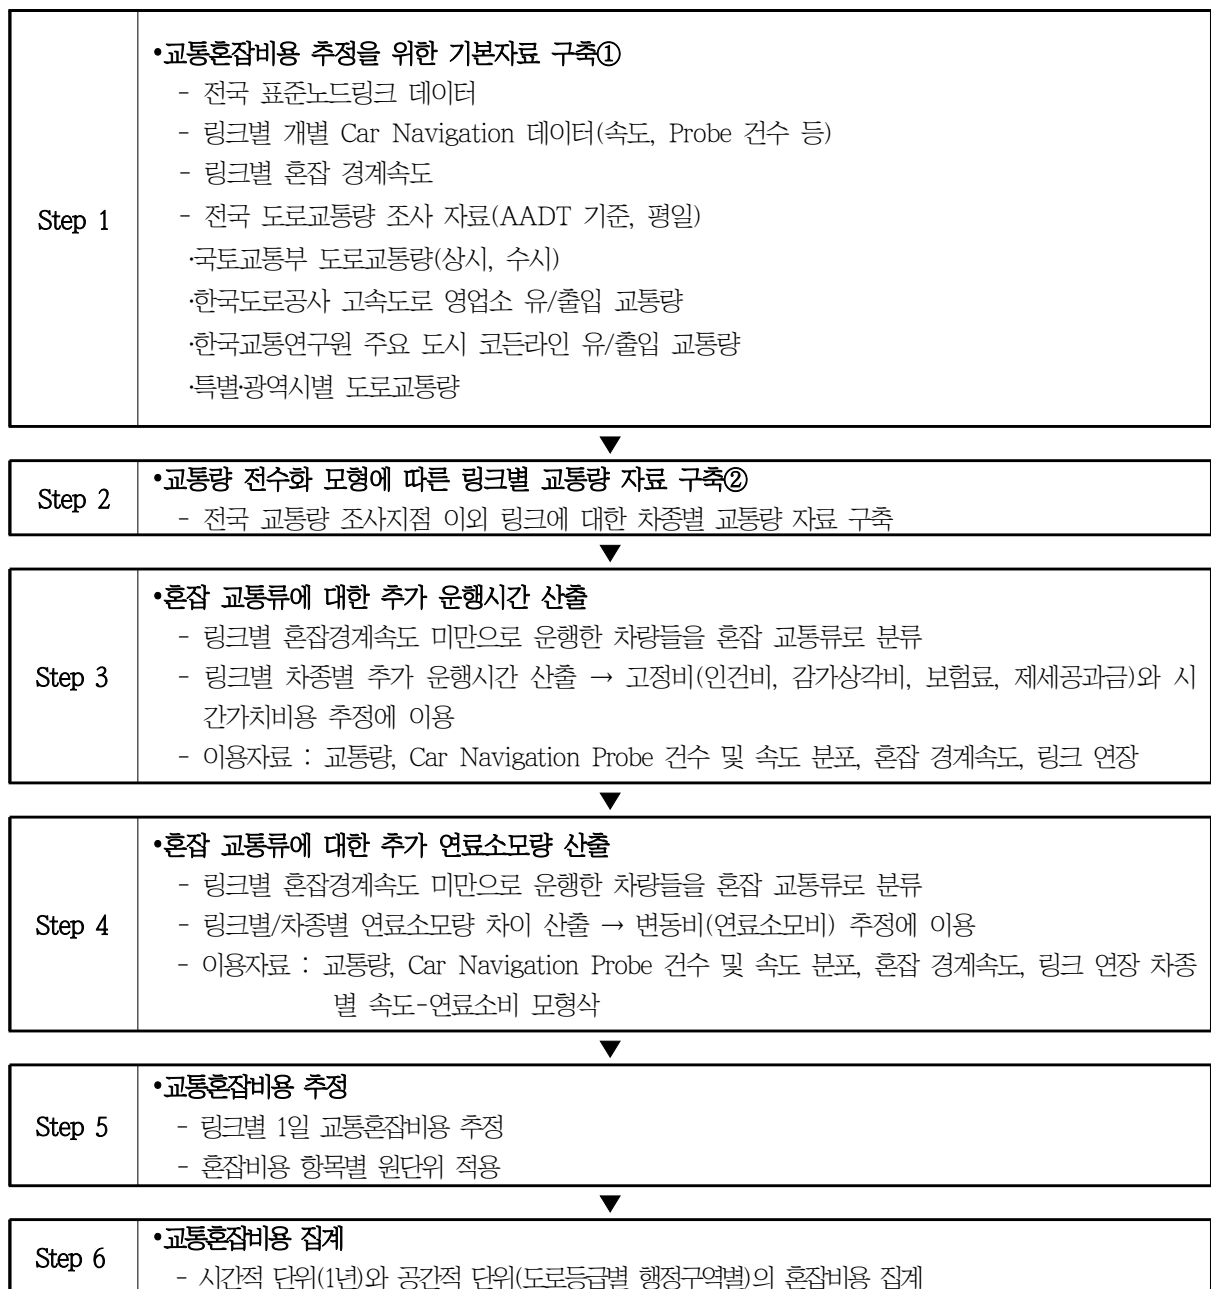 Step 1
•교통혼잡비용 추정을 위한 기본자료 구축①
- 전국 표준노드링크 데이터
- 링크별 개별 Car Navigation 데이터(속도, Probe 건수 등)
- 링크별 혼잡 경계속도
- 전국 도로교통량 조사 자료(AADT 기준, 평일)
·국토교통부 도로교통량(상시, 수시)
·한국도로공사 고속도로 영업소 유/출입 교통량
·한국교통연구원 주요 도시 코든라인 유/출입 교통량
·특별·광역시별 도로교통량
▼
Step 2
•교통량 전수화 모형에 따른 링크별 교통량 자료 구축②
- 전국 교통량 조사지점 이외 링크에 대한 차종별 교통량 자료 구축
▼
Step 3
•혼잡 교통류에 대한 추가 운행시간 산출
- 링크별 혼잡경계속도 미만으로 운행한 차량들을 혼잡 교통류로 분류
- 링크별 차종별 추가 운행시간 산출 → 고정비(인건비, 감가상각비, 보험료, 제세공과금)와 시
간가치비용 추정에 이용
- 이용자료 : 교통량, Car Navigation Probe 건수 및 속도 분포, 혼잡 경계속도, 링크 연장
▼
Step 4
•혼잡 교통류에 대한 추가 연료소모량 산출
- 링크별 혼잡경계속도 미만으로 운행한 차량들을 혼잡 교통류로 분류
- 링크별/차종별 연료소모량 차이 산출 → 변동비(연료소모비) 추정에 이용
- 이용자료 : 교통량, Car Navigation Probe 건수 및 속도 분포, 혼잡 경계속도, 링크 연장 차종
별 속도-연료소비 모형삭
▼
Step 5
•교통혼잡비용 추정
- 링크별 1일 교통혼잡비용 추정
- 혼잡비용 항목별 원단위 적용
▼
Step 6
•교통혼잡비용 집계
- 시간적 단위(1년)와 공간적 단위(도로등급별 행정구역별)의 혼잡비용 집계